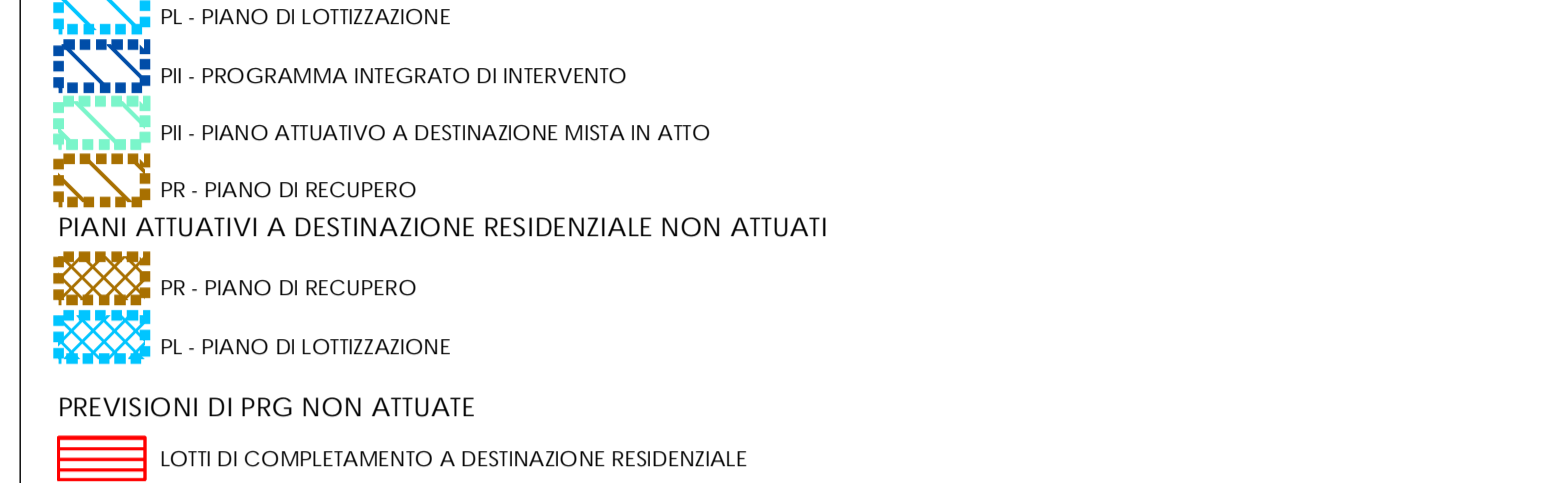 PL - PIANO DI LOTTIZZAZIONE
PII - PROGRAMMA INTEGRATO DI INTERVENTO
PII - PIANO ATTUATIVO A DESTINAZIONE MISTA IN ATTO
PR - PIANO DI RECUPERO
PIANI ATTUATIVI A DESTINAZIONE RESIDENZIALE NON ATTUATI
PR - PIANO DI RECUPERO
PL - PIANO DI LOTTIZZAZIONE
PREVISIONI DI PRG NON ATTUATE
LOTTI DI COMPLETAMENTO A DESTINAZIONE RESIDENZIALE